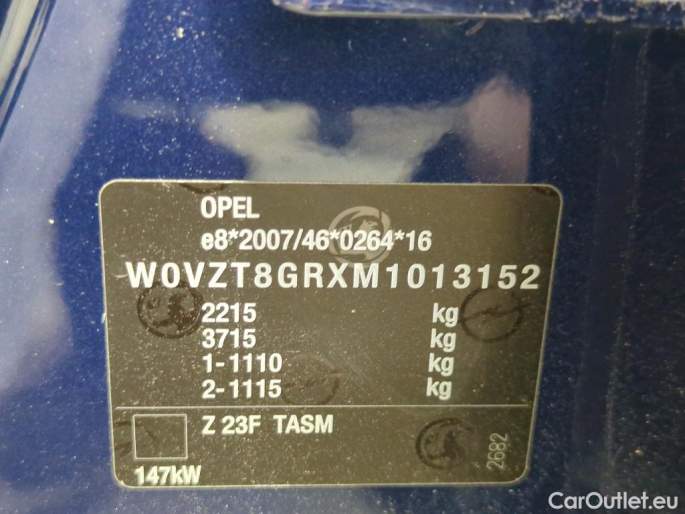 OPEL
e8*2007/46*0264*16
W0VZT8GRXM1013152
2215 kg
3715 kg
1-1110 kg
2-1115 kg
Z 23F TASM
147kW
2682
CarOutlet.eu